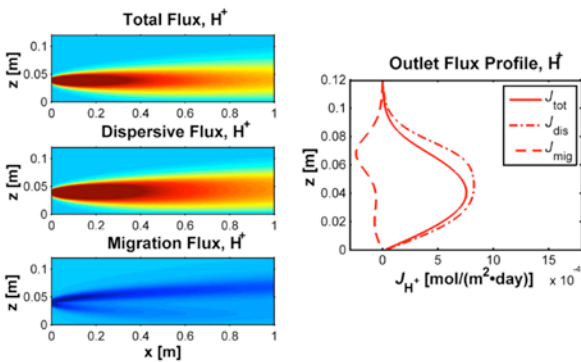 Total Flux, H+
0.1
0.05
0
z [m]
0 0.2 0.4 0.6 0.8 1
Dispersive Flux, H+
0.1
0.05
0
z [m]
0 0.2 0.4 0.6 0.8 1
Migration Flux, H+
0.1
0.05
0
z [m]
0 0.2 0.4 0.6 0.8 1
x [m]
Outlet Flux Profile, H+
0.12
0.1
0.08
0.06
0.04
0.02
0
z [m]
J tot
J dis
J mig
0 5 10 15
J H+ [mol/(m2•day)]
x 10-4